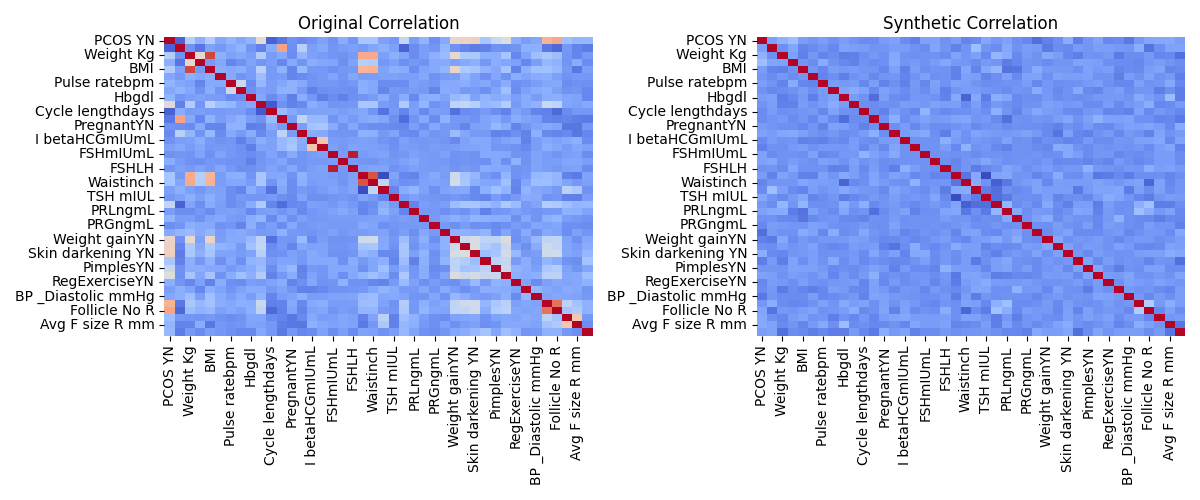 Original Correlation
PCOS YN
Weight Kg
BMI
Pulse ratebpm
Hbgdl
Cycle lengthdays
PregnantYN
I betaHCGmIUmL
FSHmIUmL
FSHLH
Waistinch
TSH mIUL
PRLngmL
PRGngmL
Weight gainYN
Skin darkening YN
PimplesYN
RegExerciseYN
BP _Diastolic mmHg
Follicle No R
Avg F size R mm
PCOS YN
Weight Kg
BMI
Pulse ratebpm
Hbgdl
Cycle lengthdays
PregnantYN
I betaHCGmIUmL
FSHmIUmL
FSHLH
Waistinch
TSH mIUL
PRLngmL
PRGngmL
Weight gainYN
Skin darkening YN
PimplesYN
RegExerciseYN
BP _Diastolic mmHg
Follicle No R
Avg F size R mm
Synthetic Correlation
PCOS YN
Weight Kg
BMI
Pulse ratebpm
Hbgdl
Cycle lengthdays
PregnantYN
I betaHCGmIUmL
FSHmIUmL
FSHLH
Waistinch
TSH mIUL
PRLngmL
PRGngmL
Weight gainYN
Skin darkening YN
PimplesYN
RegExerciseYN
BP _Diastolic mmHg
Follicle No R
Avg F size R mm
PCOS YN
Weight Kg
BMI
Pulse ratebpm
Hbgdl
Cycle lengthdays
PregnantYN
I betaHCGmIUmL
FSHmIUmL
FSHLH
Waistinch
TSH mIUL
PRLngmL
PRGngmL
Weight gainYN
Skin darkening YN
PimplesYN
RegExerciseYN
BP _Diastolic mmHg
Follicle No R
Avg F size R mm